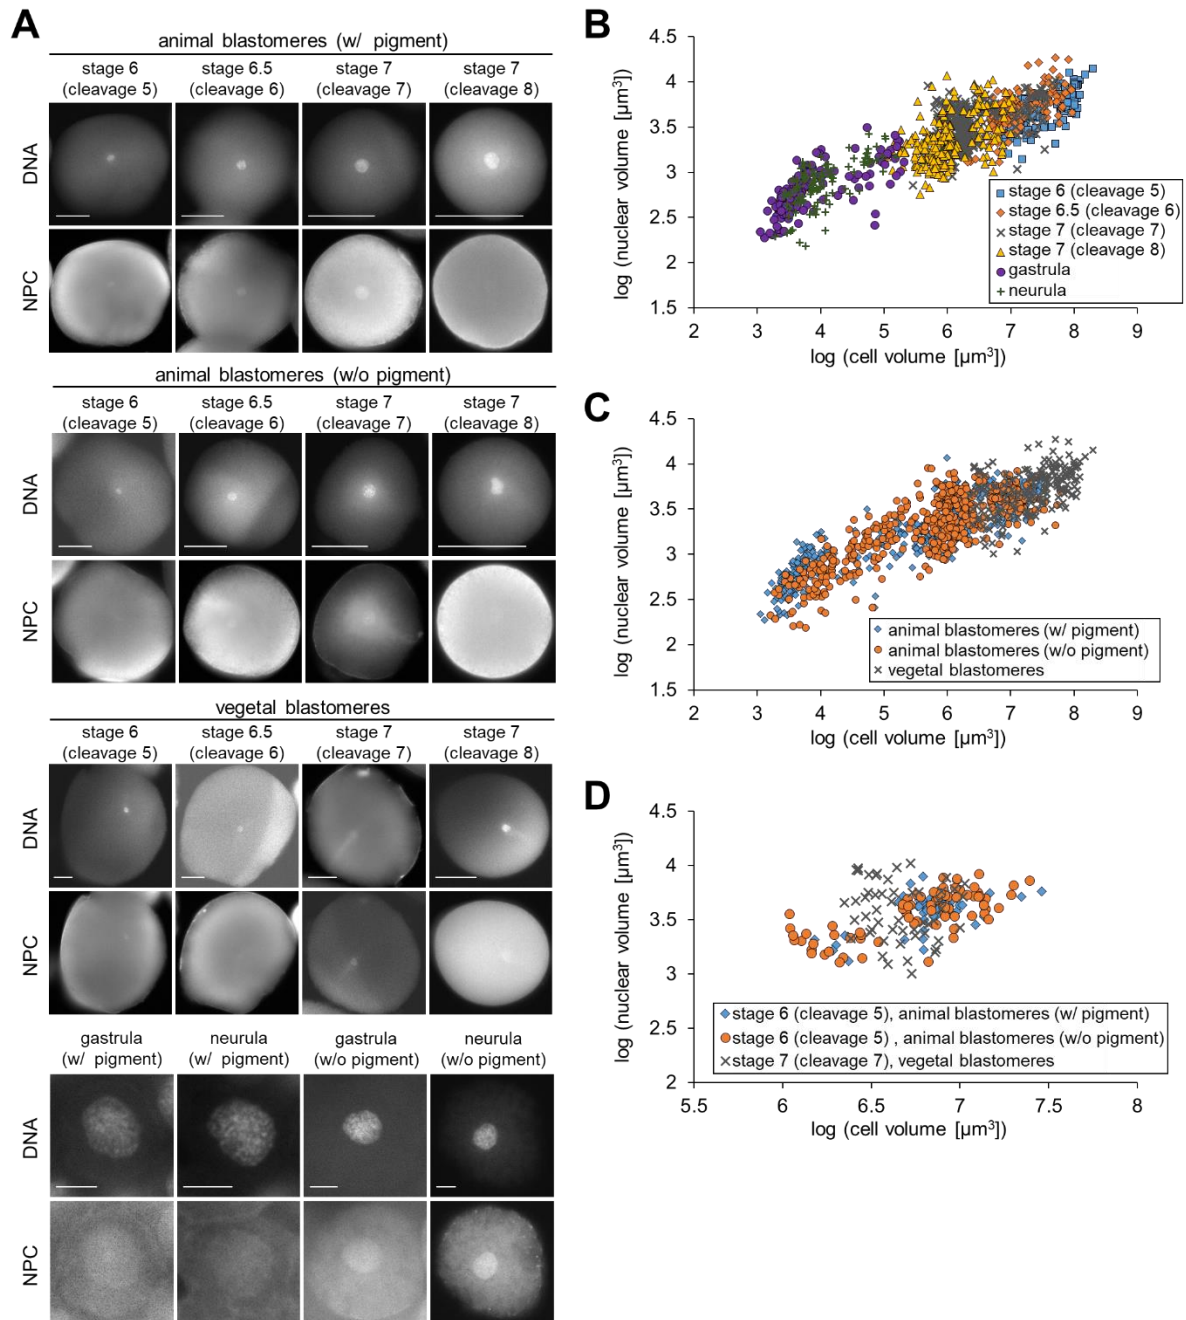 A
animal blastomeres (w/ pigment)
stage 6 stage 6.5 stage 7 stage 7
(cleavage 5) (cleavage 6) (cleavage 7) (cleavage 8)
DNA
NPC
animal blastomeres (w/o pigment)
stage 6 stage 6.5 stage 7 stage 7
(cleavage 5) (cleavage 6) (cleavage 7) (cleavage 8)
DNA
NPC
vegetal blastomeres
stage 6 stage 6.5 stage 7 stage 7
(cleavage 5) (cleavage 6) (cleavage 7) (cleavage 8)
DNA
NPC
gastrula neurula gastrula neurula
(w/ pigment) (w/ pigment) (w/o pigment) (w/o pigment)
DNA
NPC
B
log (nuclear volume [µm³])
4.5
4
3.5
3
2.5
2
1.5
2 3 4 5 6 7 8 9
log (cell volume [µm³])
stage 6 (cleavage 5)
stage 6.5 (cleavage 6)
stage 7 (cleavage 7)
stage 7 (cleavage 8)
gastrula
neurula
C
log (nuclear volume [µm³])
4.5
4
3.5
3
2.5
2
1.5
2 3 4 5 6 7 8 9
log (cell volume [µm³])
animal blastomeres (w/ pigment)
animal blastomeres (w/o pigment)
vegetal blastomeres
D
log (nuclear volume [µm³])
4.5
4
3.5
3
2.5
2
5.5 6 6.5 7 7.5 8
log (cell volume [µm³])
stage 6 (cleavage 5), animal blastomeres (w/ pigment)
stage 6 (cleavage 5) , animal blastomeres (w/o pigment)
stage 7 (cleavage 7), vegetal blastomeres